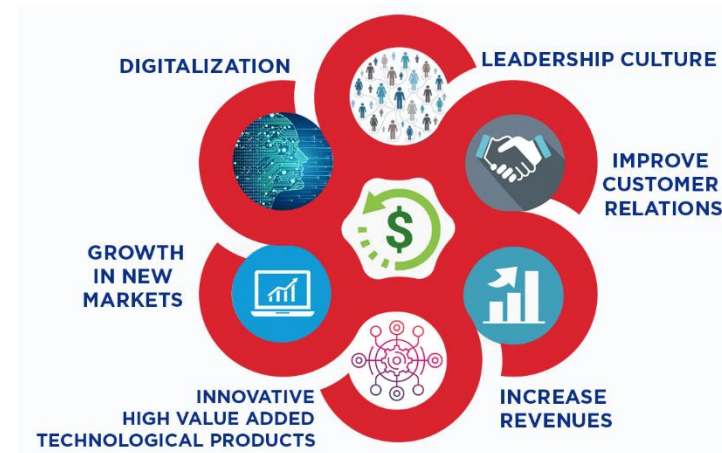 LEADERSHIP CULTURE
DIGITALIZATION
IMPROVE
CUSTOMER
RELATIONS
$
GROWTH
IN NEW
MARKETS
INCREASE
REVENUES
INNOVATIVE
HIGH VALUE ADDED
TECHNOLOGICAL PRODUCTS